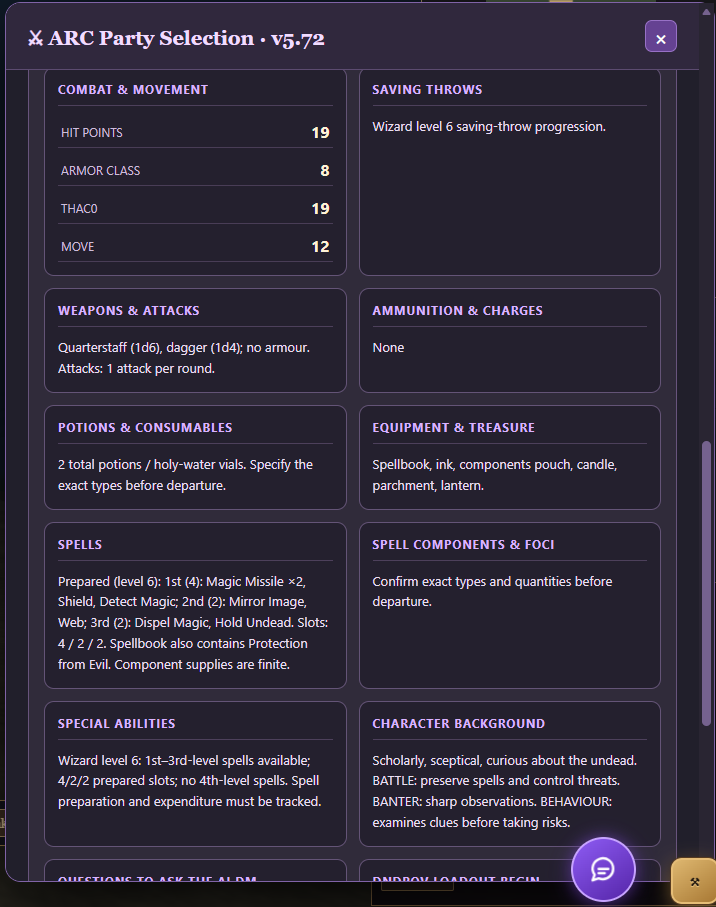 ⚔ ARC Party Selection · v5.72
×
COMBAT & MOVEMENT
HIT POINTS 19
ARMOR CLASS 8
THAC0 19
MOVE 12
SAVING THROWS
Wizard level 6 saving-throw progression.
WEAPONS & ATTACKS
Quarterstaff (1d6), dagger (1d4); no armour.
Attacks: 1 attack per round.
AMMUNITION & CHARGES
None
POTIONS & CONSUMABLES
2 total potions / holy-water vials. Specify the
exact types before departure.
EQUIPMENT & TREASURE
Spellbook, ink, components pouch, candle,
parchment, lantern.
SPELLS
Prepared (level 6): 1st (4): Magic Missile ×2,
Shield, Detect Magic; 2nd (2): Mirror Image,
Web; 3rd (2): Dispel Magic, Hold Undead. Slots:
4 / 2 / 2. Spellbook also contains Protection
from Evil. Component supplies are finite.
SPELL COMPONENTS & FOCI
Confirm exact types and quantities before
departure.
SPECIAL ABILITIES
Wizard level 6: 1st–3rd-level spells available;
4/2/2 prepared slots; no 4th-level spells. Spell
preparation and expenditure must be tracked.
CHARACTER BACKGROUND
Scholarly, sceptical, curious about the undead.
BATTLE: preserve spells and control threats.
BANTER: sharp observations. BEHAVIOUR:
examines clues before taking risks.
QUESTIONS TO ASK THE AI DM
LOADOUT BEGIN